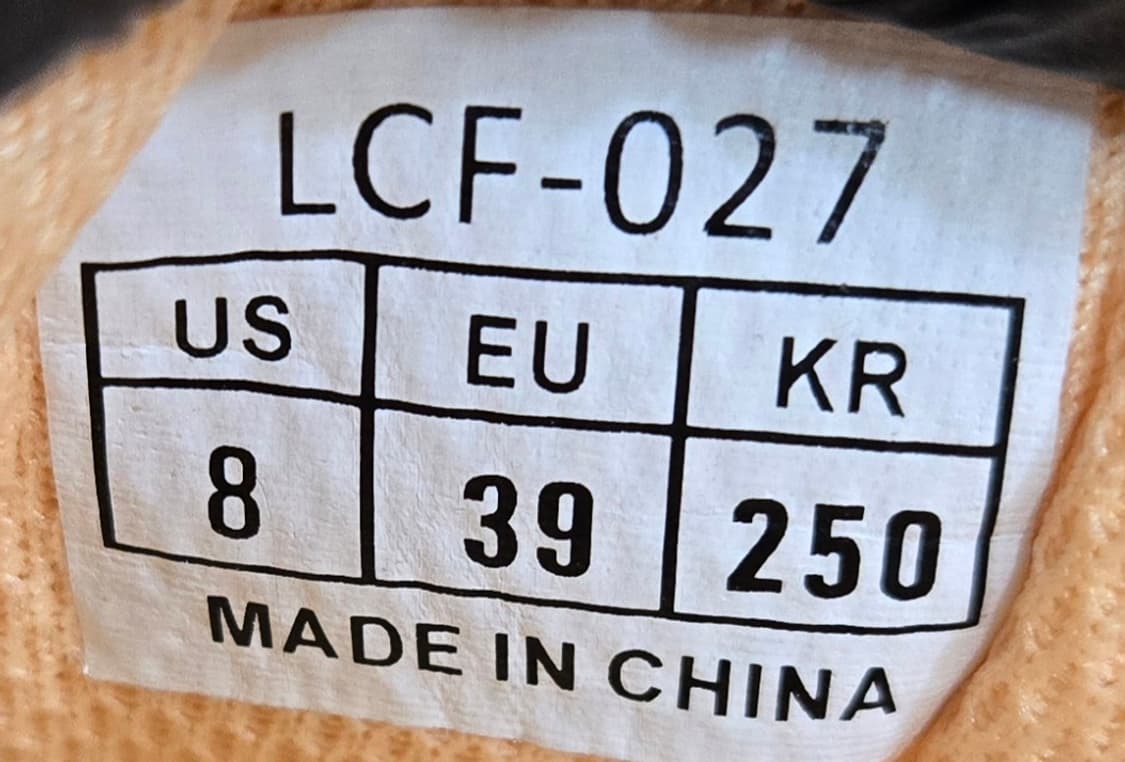 LCF-027
US EU KR
8 39 250
MADE IN CHINA